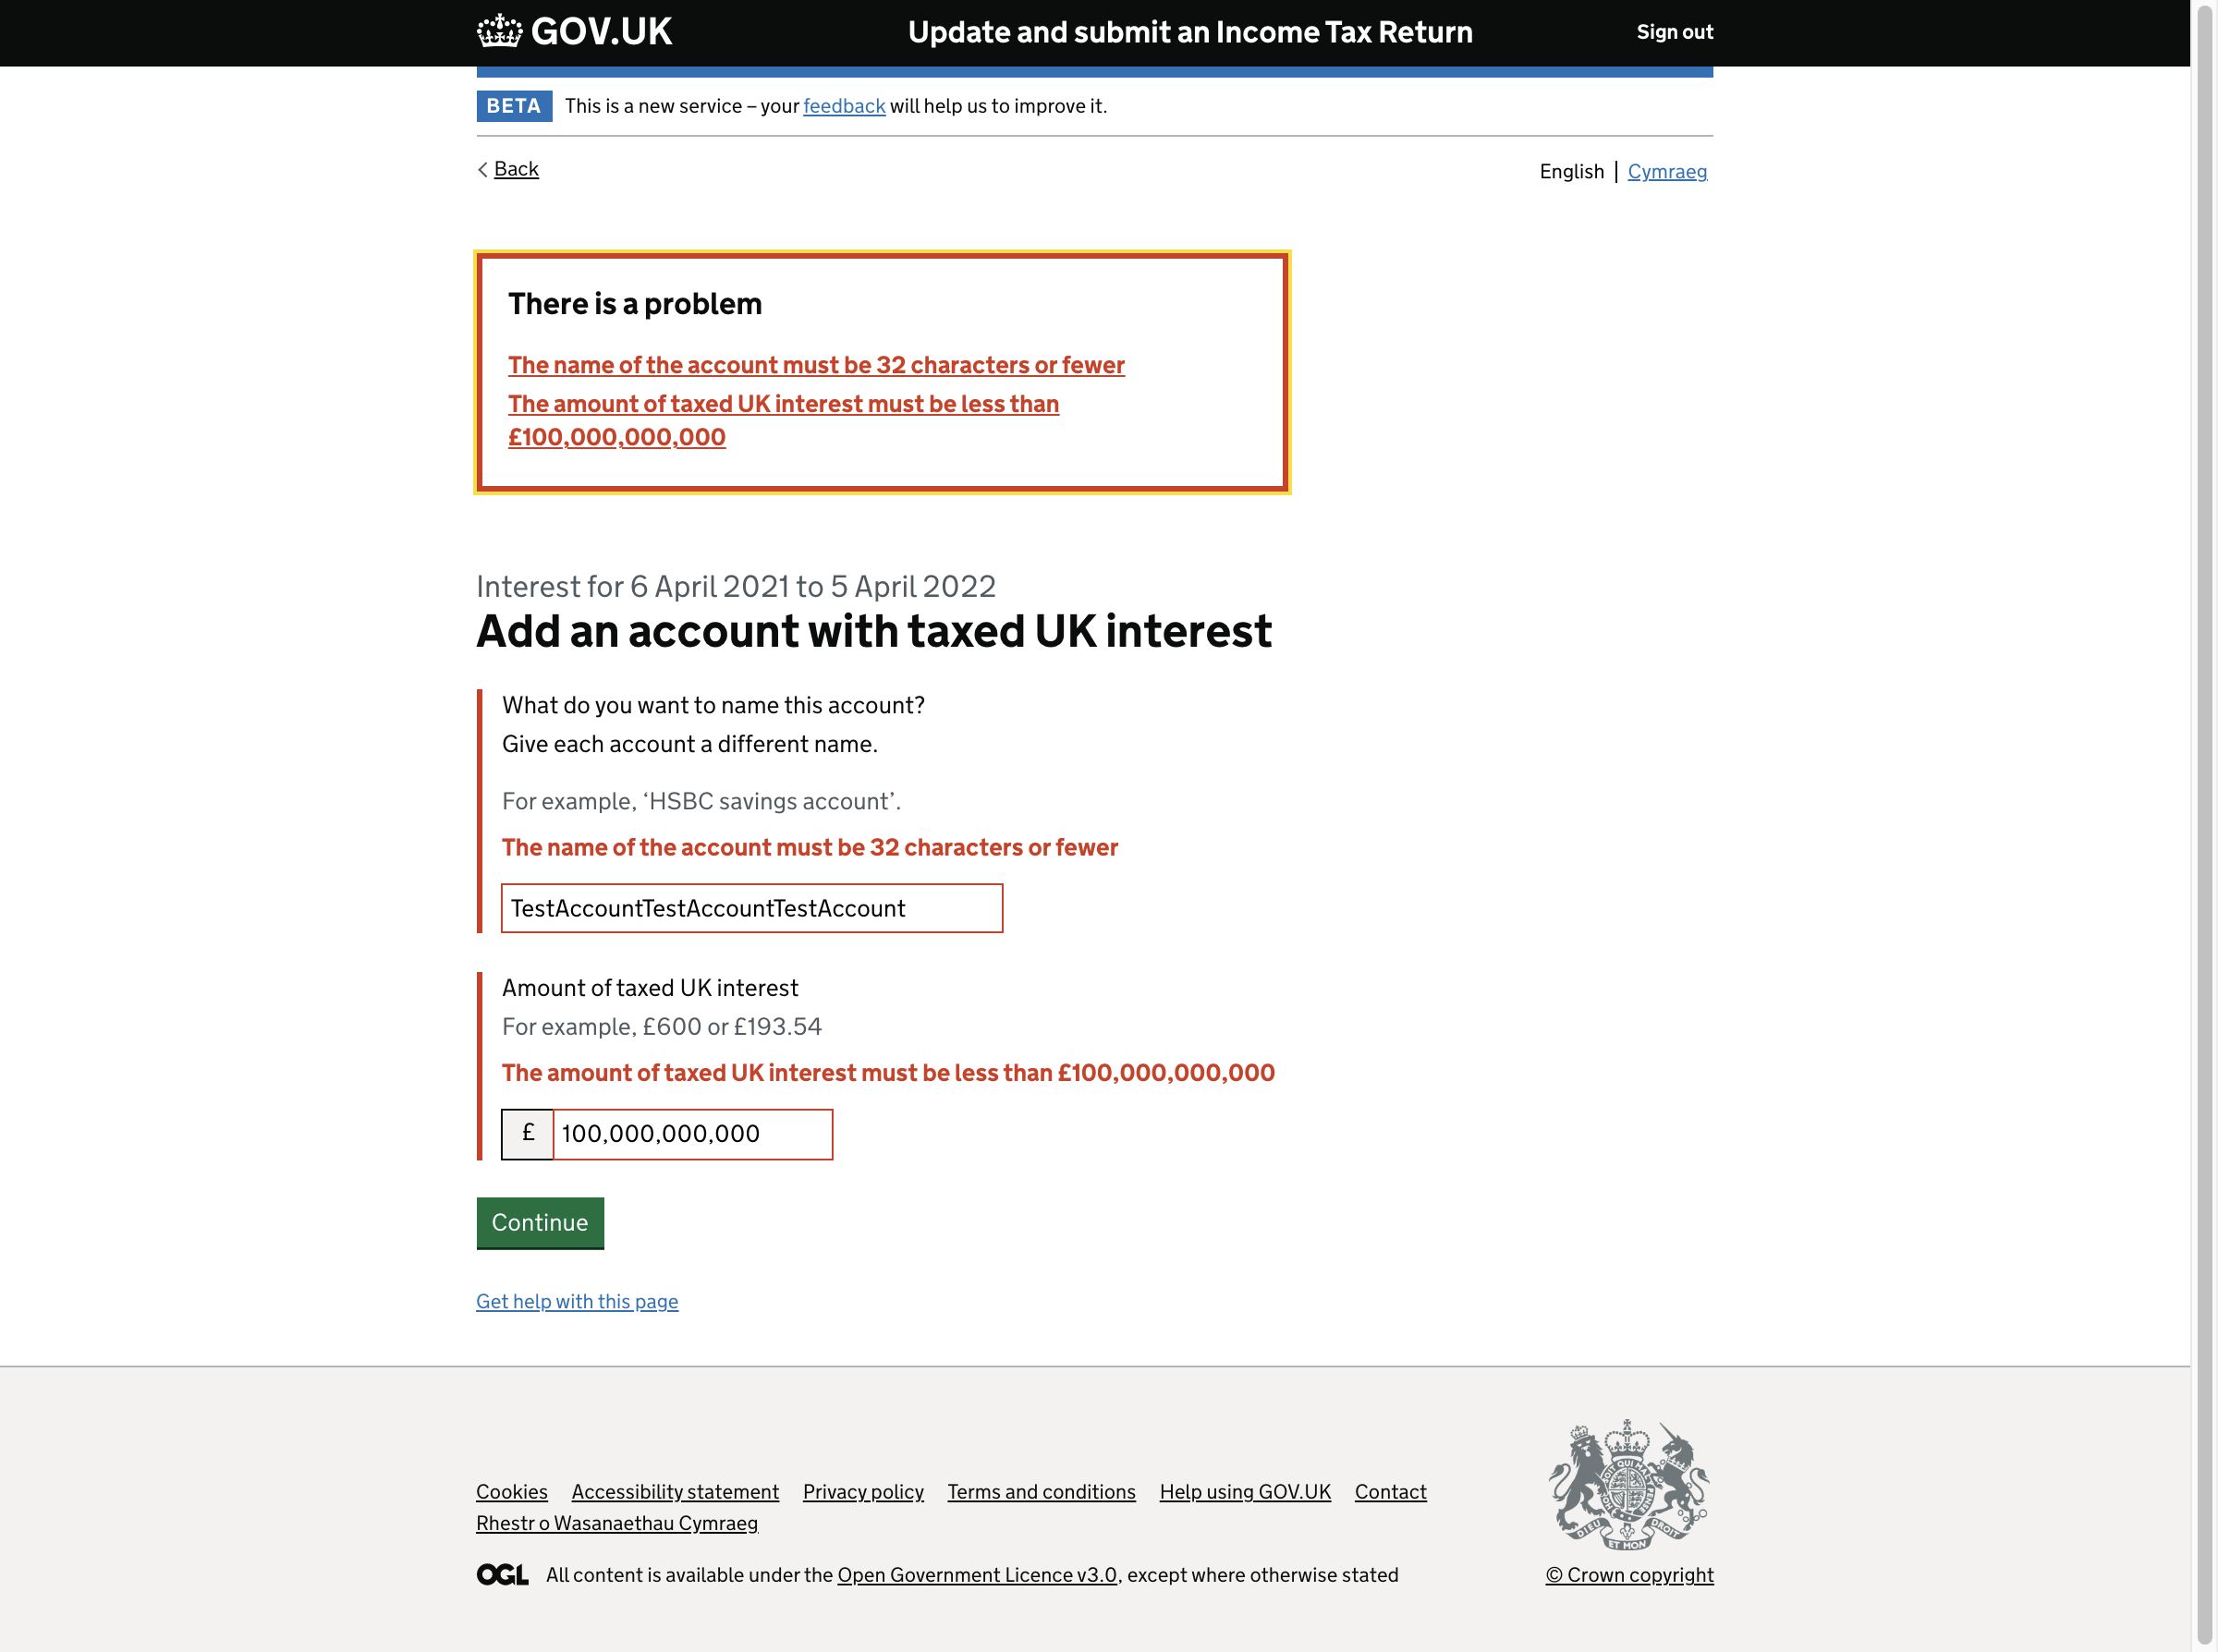 GOV.UK Update and submit an Income Tax Return Sign out
BETA This is a new service – your feedback will help us to improve it.
Back English | Cymraeg
There is a problem
The name of the account must be 32 characters or fewer
The amount of taxed UK interest must be less than
£100,000,000,000
Interest for 6 April 2021 to 5 April 2022
Add an account with taxed UK interest
What do you want to name this account?
Give each account a different name.
For example, ‘HSBC savings account’.
The name of the account must be 32 characters or fewer
TestAccountTestAccountTestAccount
Amount of taxed UK interest
For example, £600 or £193.54
The amount of taxed UK interest must be less than £100,000,000,000
£ 100,000,000,000
Continue
Get help with this page
Cookies Accessibility statement Privacy policy Terms and conditions Help using GOV.UK Contact
Rhestr o Wasanaethau Cymraeg
DIEU ET MON DROIT
OGL All content is available under the Open Government Licence v3.0, except where otherwise stated
© Crown copyright